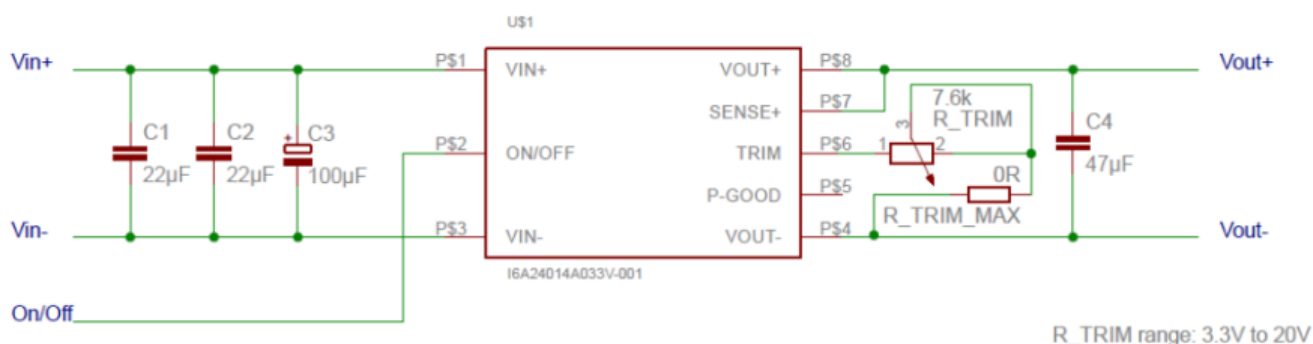 U$1
Vin+
P$1
VIN+
VOUT+
P$8
Vout+
SENSE+
P$7
7.6k
R_TRIM
3
C1
22µF
C2
22µF
+
C3
100µF
P$2
ON/OFF
TRIM
P$6
1
2
C4
47µF
P-GOOD
P$5
0R
R_TRIM_MAX
Vin-
P$3
VIN-
VOUT-
P$4
Vout-
I6A24014A033V-001
On/Off
R_TRIM range: 3.3V to 20V